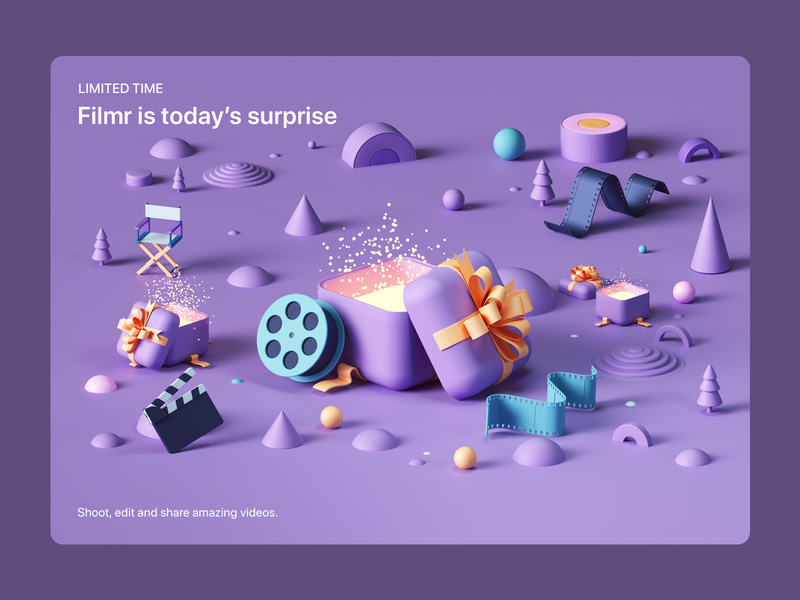 LIMITED TIME
Filmr is today’s surprise
Shoot, edit and share amazing videos.